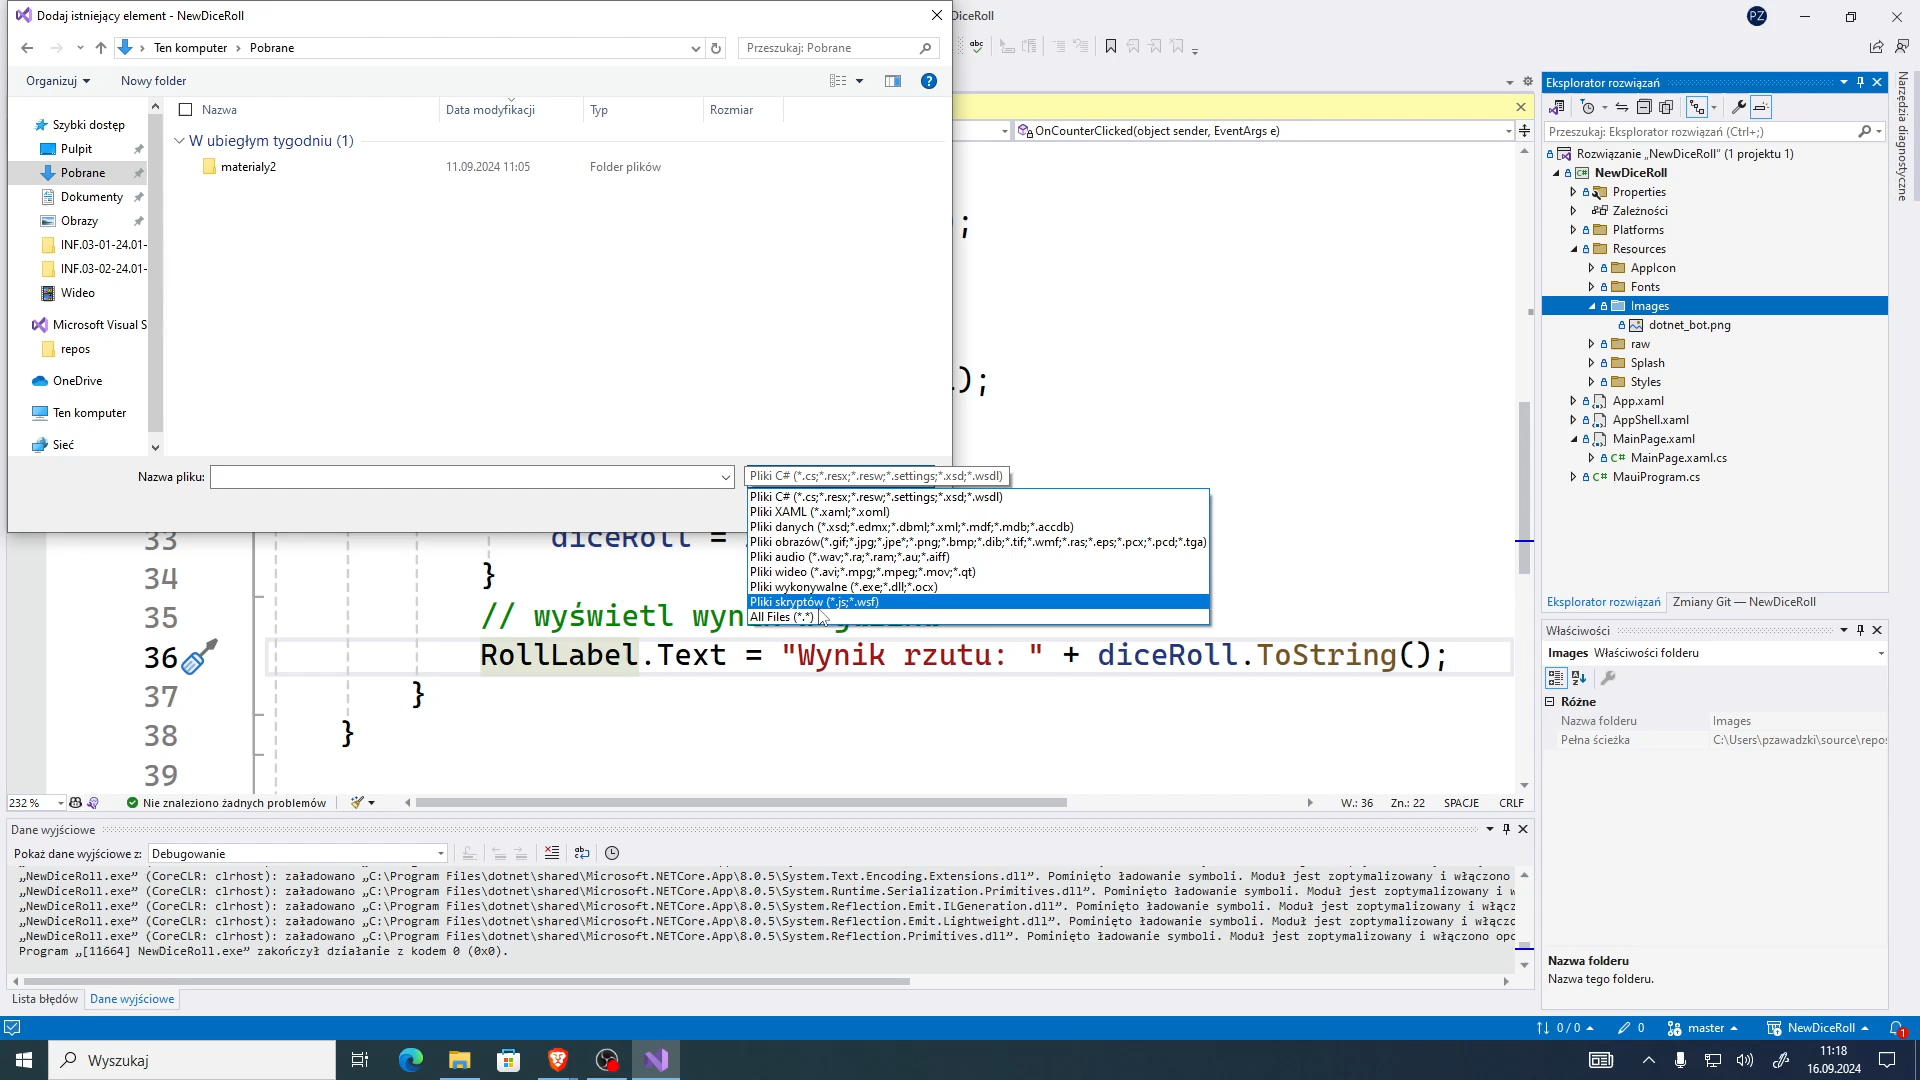 Dodaj istniejący element - NewDiceRoll
DiceRoll
PZ
Ten komputer
Pobrane
Przeszukaj: Pobrane
Organizuj
Nowy folder
Nazwa
Data modyfikacji
Typ
Rozmiar
W ubiegłym tygodniu (1)
materialy2
11.09.2024 11:05
Folder plików
Szybki dostęp
Pulpit
Pobrane
Dokumenty
Obrazy
INF.03-01-24.01-
INF.03-02-24.01-
Wideo
Microsoft Visual S
repos
OneDrive
Ten komputer
Sieć
Nazwa pliku:
Pliki C# (*.cs;*.resx;*.resw;*.settings;*.xsd;*.wsdl)
Pliki C# (*.cs;*.resx;*.resw;*.settings;*.xsd;*.wsdl)
Pliki XAML (*.xaml;*.xoml)
Pliki danych (*.xsd;*.edmx;*.dbml;*.xml;*.mdf;*.mdb;*.accdb)
Pliki obrazów(*.gif;*.jpg;*.jpe*;*.png;*.bmp;*.dib;*.tif;*.wmf;*.ras;*.eps;*.pcx;*.pcd;*.tga)
Pliki audio (*.wav;*.ra;*.ram;*.au;*.aiff)
Pliki wideo (*.avi;*.mpg;*.mpeg;*.mov;*.qt)
Pliki wykonywalne (*.exe;*.dll;*.ocx)
Pliki skryptów (*.js;*.wsf)
All Files (*.*)
OnCounterClicked(object sender, EventArgs e)
;
);
33 diceRoll =
34 }
35 // wyświetl
36 RollLabel.Text = "Wynik rzutu: " + diceRoll.ToString();
37 }
38 }
39
232 %
Nie znaleziono żadnych problemów
W.: 36
Zn.: 22
SPACJE
CRLF
Dane wyjściowe
Pokaż dane wyjściowe z:
Debugowanie
„NewDiceRoll.exe” (CoreCLR: clrhost): załadowano „C:\Program Files\dotnet\shared\Microsoft.NETCore.App\8.0.5\System.Text.Encoding.Extensions.dll”. Pominięto ładowanie symboli. Moduł jest zoptymalizowany i włączono
„NewDiceRoll.exe” (CoreCLR: clrhost): załadowano „C:\Program Files\dotnet\shared\Microsoft.NETCore.App\8.0.5\System.Runtime.Serialization.Primitives.dll”. Pominięto ładowanie symboli. Moduł jest zoptymalizowany i w
„NewDiceRoll.exe” (CoreCLR: clrhost): załadowano „C:\Program Files\dotnet\shared\Microsoft.NETCore.App\8.0.5\System.Reflection.Emit.ILGeneration.dll”. Pominięto ładowanie symboli. Moduł jest zoptymalizowany i włącz
„NewDiceRoll.exe” (CoreCLR: clrhost): załadowano „C:\Program Files\dotnet\shared\Microsoft.NETCore.App\8.0.5\System.Reflection.Emit.Lightweight.dll”. Pominięto ładowanie symboli. Moduł jest zoptymalizowany i włącz
„NewDiceRoll.exe” (CoreCLR: clrhost): załadowano „C:\Program Files\dotnet\shared\Microsoft.NETCore.App\8.0.5\System.Reflection.Primitives.dll”. Pominięto ładowanie symboli. Moduł jest zoptymalizowany i włączono opc
Program „[11664] NewDiceRoll.exe” zakończył działanie z kodem 0 (0x0).
Lista błędów
Dane wyjściowe
Eksplorator rozwiązań
Przeszukaj: Eksplorator rozwiązań (Ctrl+;)
Rozwiązanie „NewDiceRoll” (1 projektu 1)
NewDiceRoll
Properties
Zależności
Platforms
Resources
AppIcon
Fonts
Images
dotnet_bot.png
raw
Splash
Styles
App.xaml
AppShell.xaml
MainPage.xaml
MainPage.xaml.cs
MauiProgram.cs
Eksplorator rozwiązań
Zmiany Git — NewDiceRoll
Właściwości
Images Właściwości folderu
Różne
Nazwa folderu Images
Pełna ścieżka C:\Users\pzawadzki\source\repos
Nazwa folderu
Nazwa tego folderu.
Narzędzia diagnostyczne
0 / 0
0
master
NewDiceRoll
1
Wyszukaj
11:18
16.09.2024